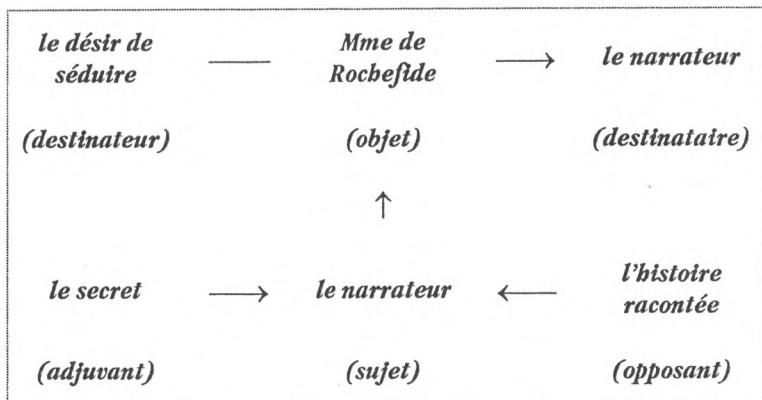 le désir de séduire —— Mme de Rochefide ⟶ le narrateur
(destinateur) (objet) (destinataire)
↑
le secret ⟶ le narrateur ⟵ l'histoire racontée
(adjuvant) (sujet) (opposant)